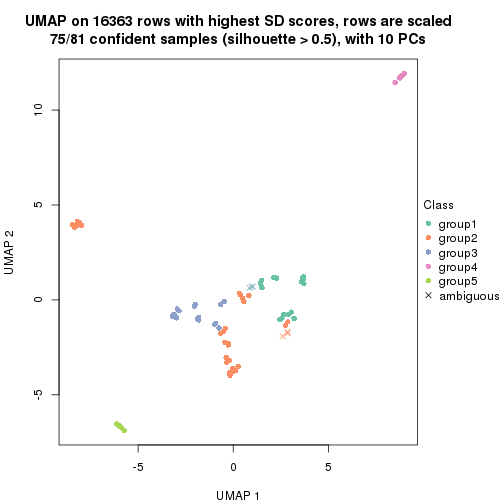 UMAP on 16363 rows with highest SD scores, rows are scaled
75/81 confident samples (silhouette > 0.5), with 10 PCs
10
5
0
-5
UMAP 2
-5
0
5
UMAP 1
Class
group1
group2
group3
group4
group5
ambiguous